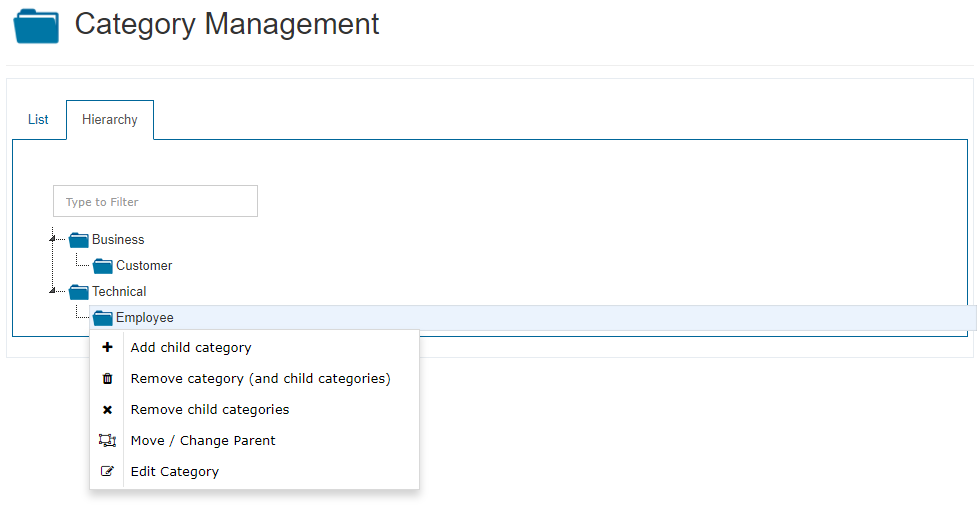 Category Management
List
Hierarchy
Type to Filter
Business
Customer
Technical
Employee
Add child category
Remove category (and child categories)
Remove child categories
Move / Change Parent
Edit Category